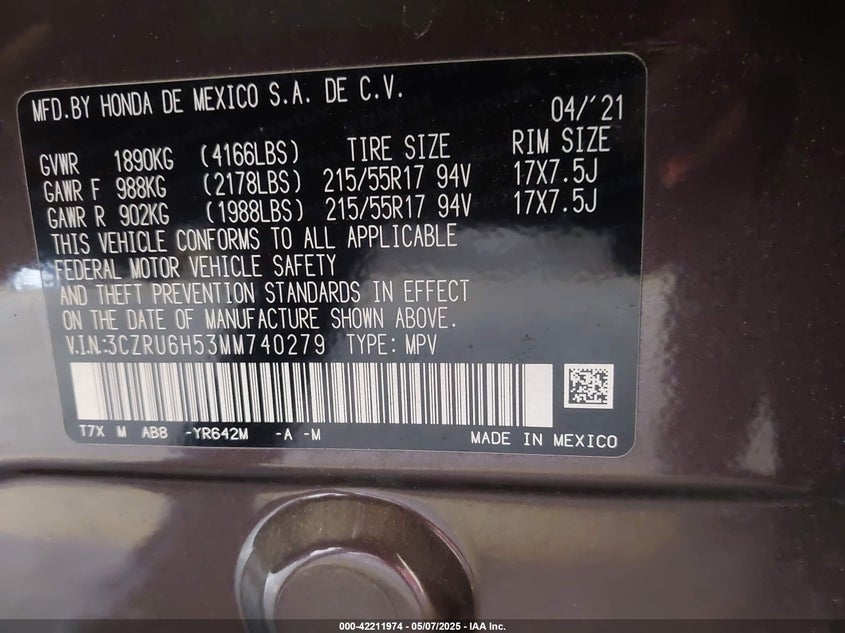 MFD.BY HONDA DE MEXICO S.A. DE C.V.
04/'21
GVWR 1890KG (4166LBS) TIRE SIZE RIM SIZE
GAWR F 988KG (2178LBS) 215/55R17 94V 17X7.5J
GAWR R 902KG (1988LBS) 215/55R17 94V 17X7.5J
THIS VEHICLE CONFORMS TO ALL APPLICABLE
FEDERAL MOTOR VEHICLE SAFETY
AND THEFT PREVENTION STANDARDS IN EFFECT
ON THE DATE OF MANUFACTURE SHOWN ABOVE.
V.I.N:3CZRU6H53MM740279 TYPE: MPV
T7X M AB8 -YR642M -A -M
MADE IN MEXICO
000-42211974 — 05/07/2025 — IAA Inc.